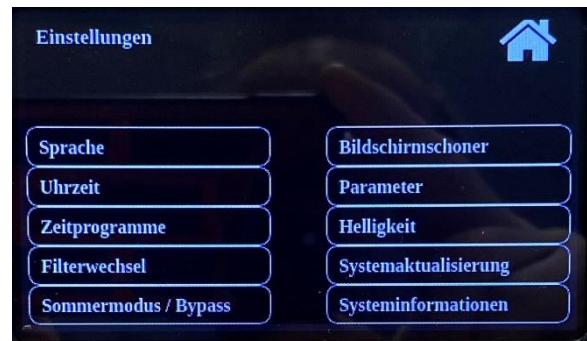 Einstellungen
Sprache
Uhrzeit
Zeitprogramme
Filterwechsel
Sommermodus / Bypass
Bildschirmschoner
Parameter
Helligkeit
Systemaktualisierung
Systeminformationen